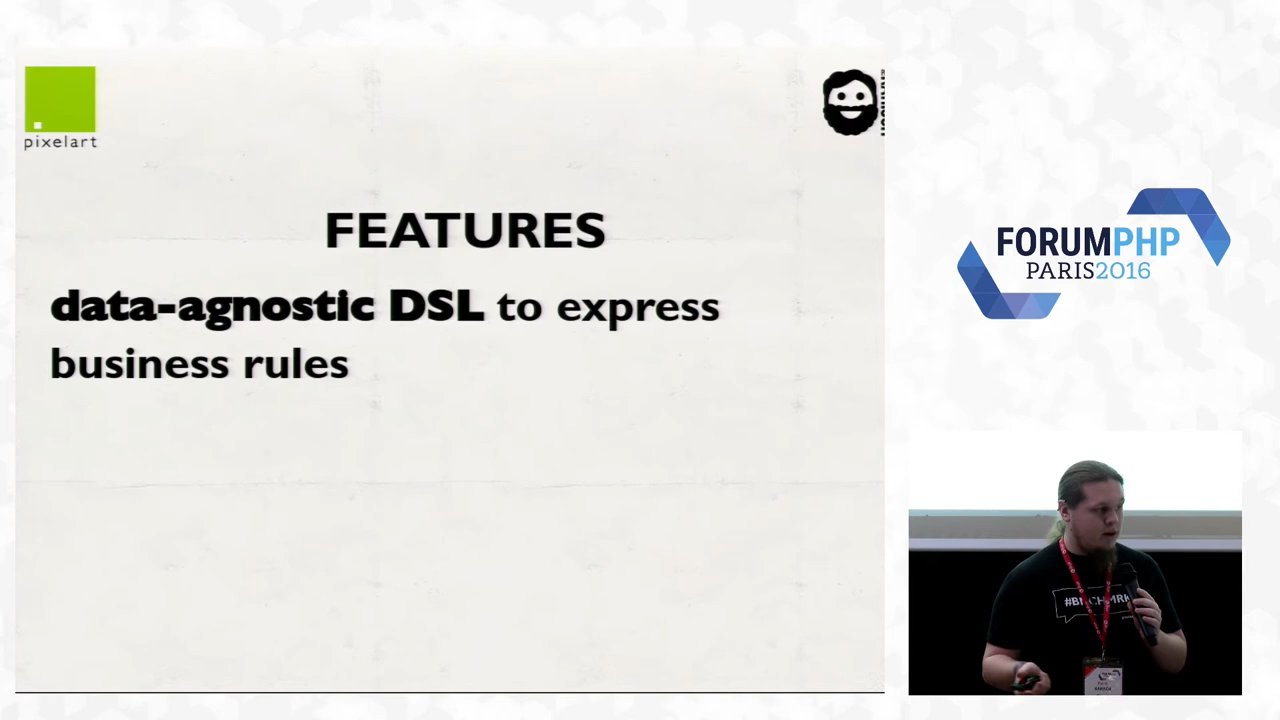 pixelart
FEATURES
data-agnostic DSL to express
business rules
FORUMPHP
PARIS2016